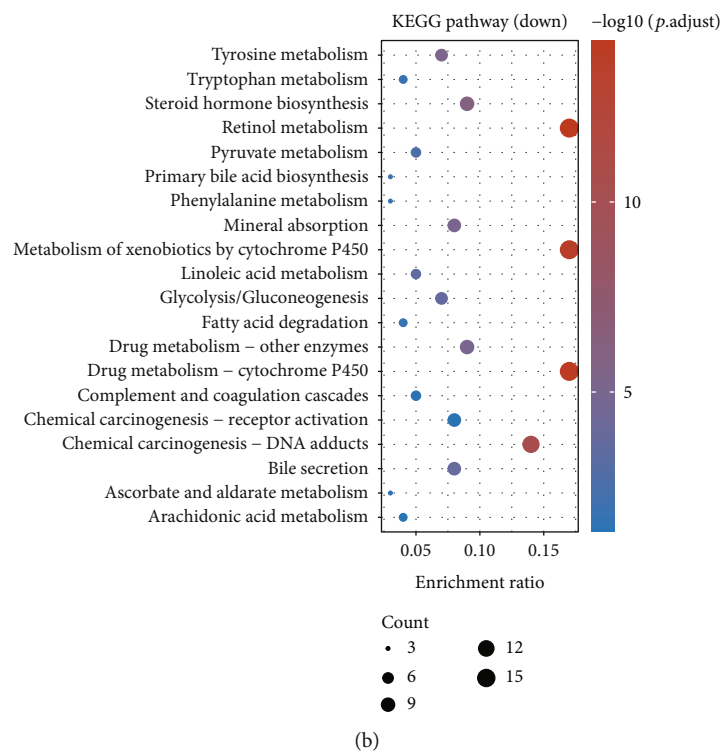 KEGG pathway (down)
−log10 (p.adjust)
Tyrosine metabolism
Tryptophan metabolism
Steroid hormone biosynthesis
Retinol metabolism
Pyruvate metabolism
Primary bile acid biosynthesis
Phenylalanine metabolism
Mineral absorption
Metabolism of xenobiotics by cytochrome P450
Linoleic acid metabolism
Glycolysis/Gluconeogenesis
Fatty acid degradation
Drug metabolism − other enzymes
Drug metabolism − cytochrome P450
Complement and coagulation cascades
Chemical carcinogenesis − receptor activation
Chemical carcinogenesis − DNA adducts
Bile secretion
Ascorbate and aldarate metabolism
Arachidonic acid metabolism
10
5
0.05 0.10 0.15
Enrichment ratio
Count
3 12
6 15
9
(b)